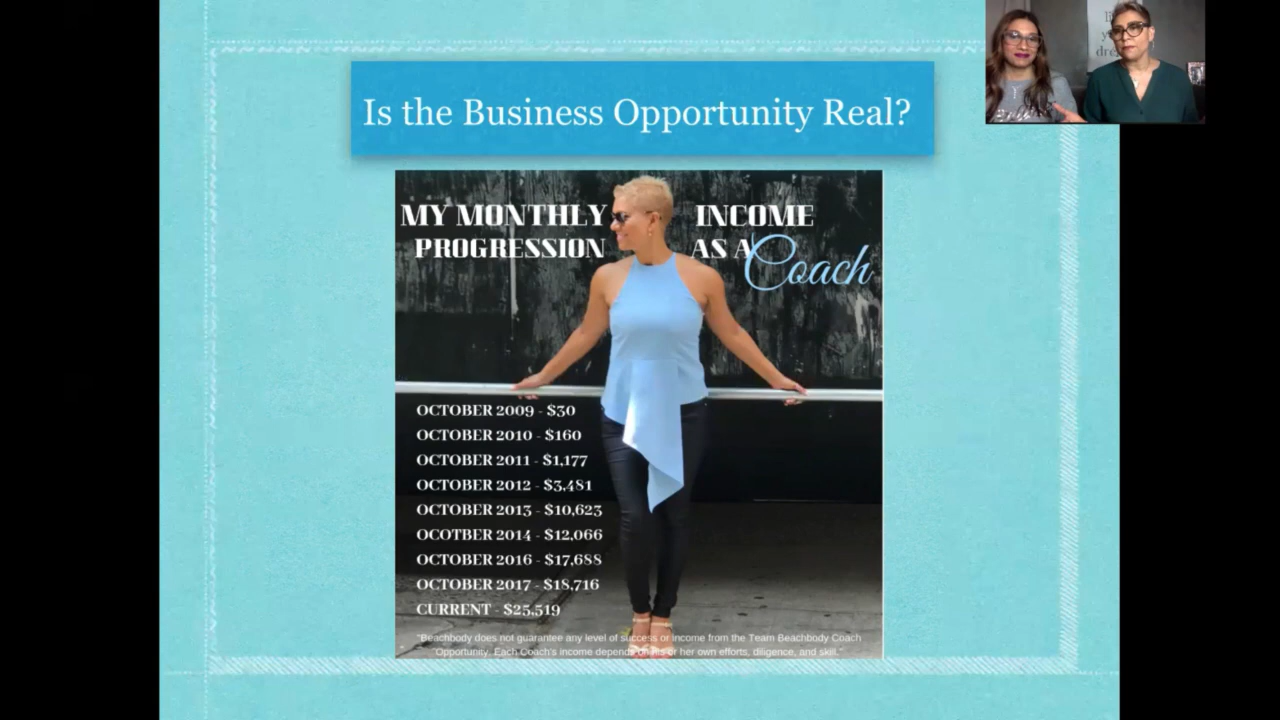 Is the Business Opportunity Real?
MY MONTHLY INCOME
PROGRESSION AS A Coach
OCTOBER 2009 - $30
OCTOBER 2010 - $160
OCTOBER 2011 - $1,177
OCTOBER 2012 - $3,481
OCTOBER 2013 - $10,623
OCOTBER 2014 - $12,066
OCTOBER 2016 - $17,688
OCTOBER 2017 - $18,716
CURRENT - $25,519
"Beachbody does not guarantee any level of success or income from the Team Beachbody Coach
Opportunity. Each Coach's income depends on his or her own efforts, diligence, and skill."